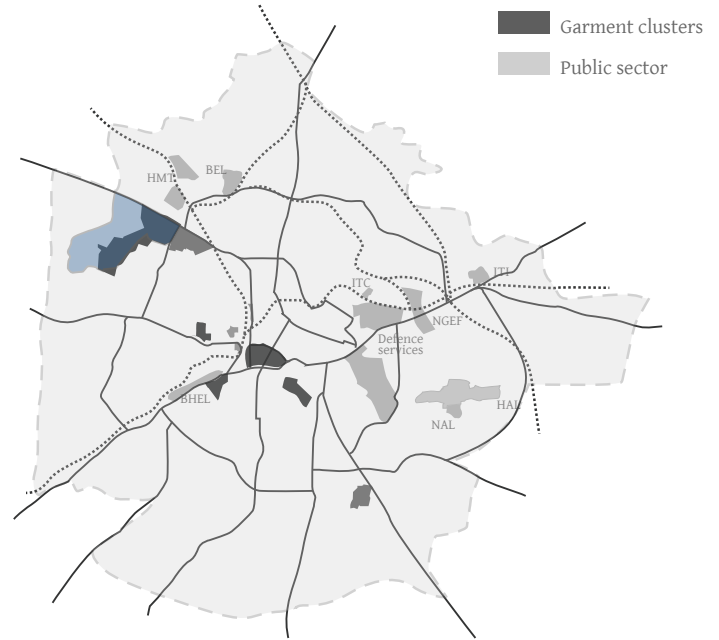 Garment clusters
Public sector
HMT
BEL
ITI
ITC
NGEF
Defence
services
BHEL
HAL
NAL